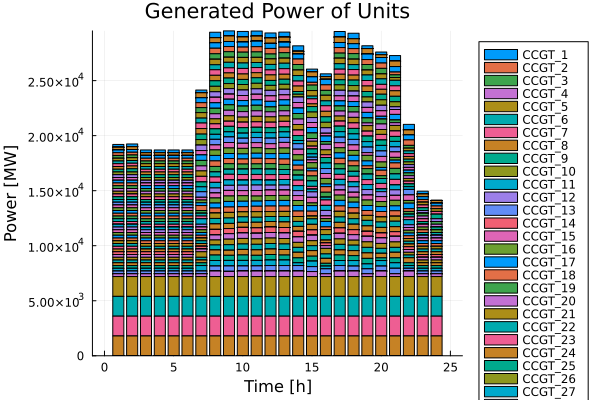 Generated Power of Units
Power [MW]
2.50×10⁴
2.00×10⁴
1.50×10⁴
1.00×10⁴
5.00×10³
0
0 5 10 15 20 25
Time [h]
CCGT_1
CCGT_2
CCGT_3
CCGT_4
CCGT_5
CCGT_6
CCGT_7
CCGT_8
CCGT_9
CCGT_10
CCGT_11
CCGT_12
CCGT_13
CCGT_14
CCGT_15
CCGT_16
CCGT_17
CCGT_18
CCGT_19
CCGT_20
CCGT_21
CCGT_22
CCGT_23
CCGT_24
CCGT_25
CCGT_26
CCGT_27